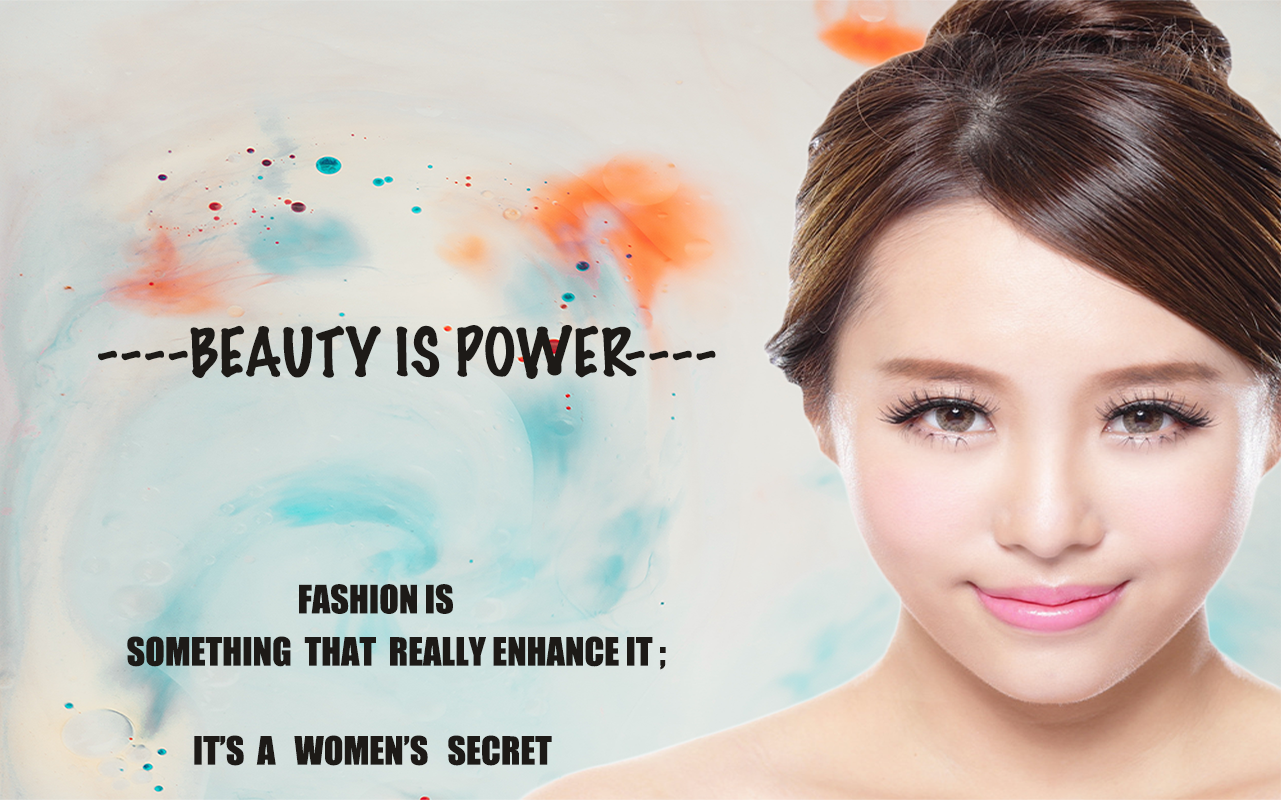 ----BEAUTY IS POWER----
FASHION IS
SOMETHING THAT REALLY ENHANCE IT ;
IT'S A WOMEN'S SECRET